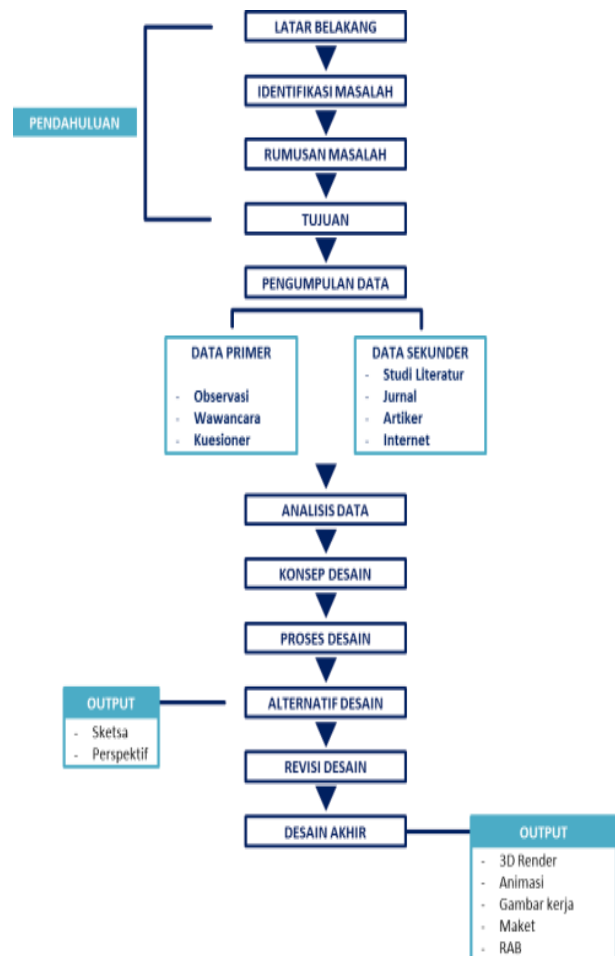 LATAR BELAKANG
IDENTIFIKASI MASALAH
PENDAHULUAN
RUMUSAN MASALAH
TUJUAN
PENGUMPULAN DATA
DATA PRIMER
- Observasi
- Wawancara
- Kuesioner
DATA SEKUNDER
- Studi Literatur
- Jurnal
- Artiker
- Internet
ANALISIS DATA
KONSEP DESAIN
PROSES DESAIN
ALTERNATIF DESAIN
OUTPUT
- Sketsa
- Perspektif
REVISI DESAIN
DESAIN AKHIR
OUTPUT
- 3D Render
- Animasi
- Gambar kerja
- Maket
- RAB